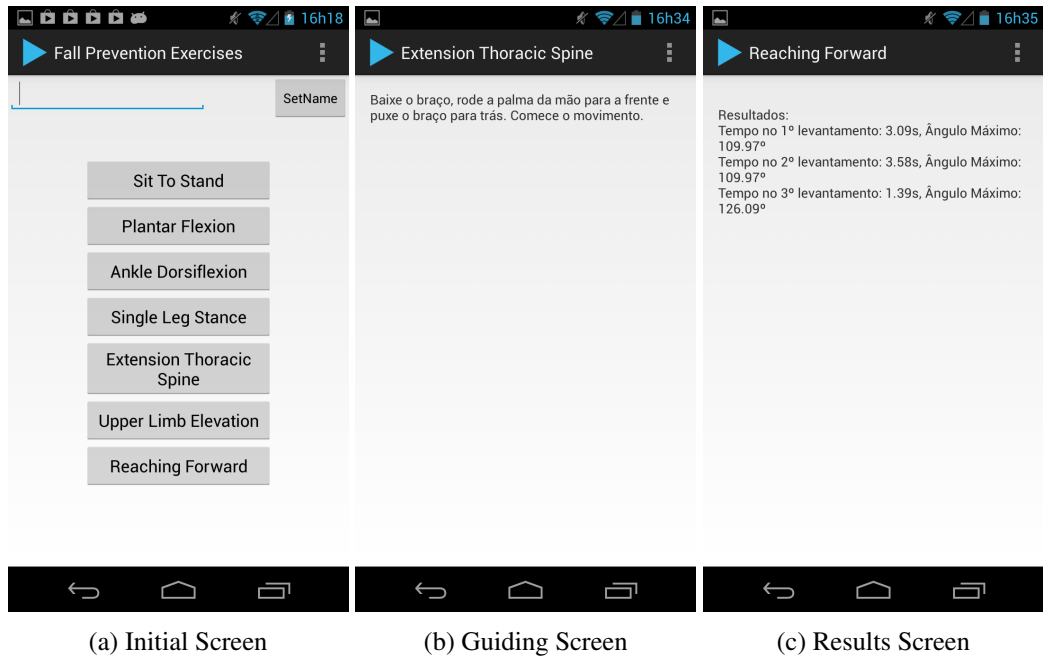 16h18
Fall Prevention Exercises
SetName
Sit To Stand
Plantar Flexion
Ankle Dorsiflexion
Single Leg Stance
Extension Thoracic
Spine
Upper Limb Elevation
Reaching Forward
(a) Initial Screen
16h34
Extension Thoracic Spine
Baixe o braço, rode a palma da mão para a frente e
puxe o braço para trás. Comece o movimento.
(b) Guiding Screen
16h35
Reaching Forward
Resultados:
Tempo no 1º levantamento: 3.09s, Ângulo Máximo:
109.97º
Tempo no 2º levantamento: 3.58s, Ângulo Máximo:
109.97º
Tempo no 3º levantamento: 1.39s, Ângulo Máximo:
126.09º
(c) Results Screen